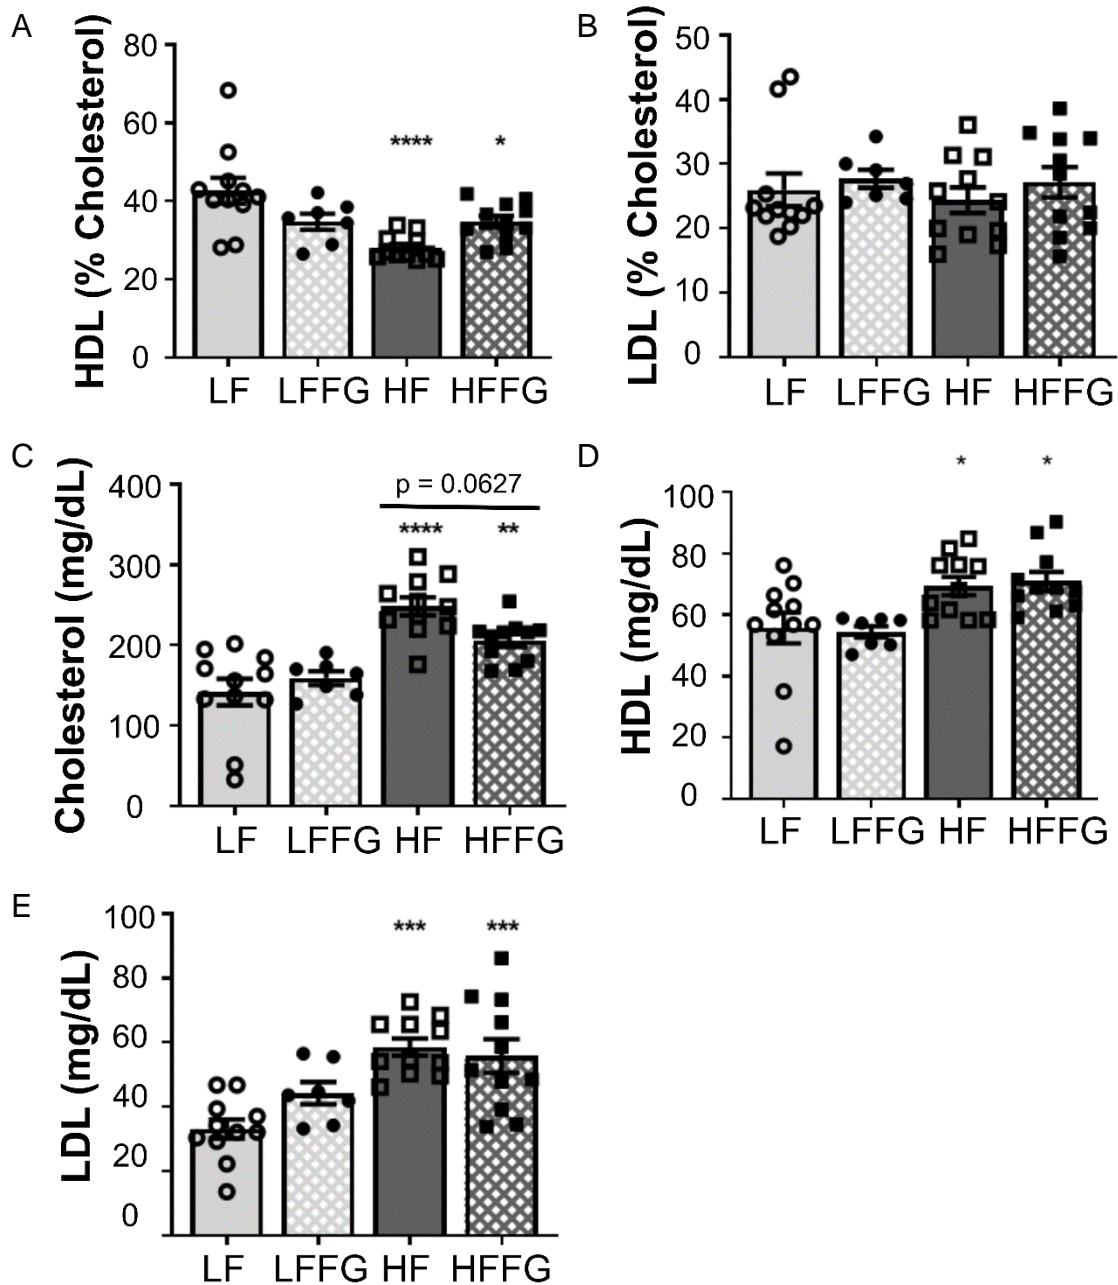 A
HDL (% Cholesterol)
80
60
40
20
0
****
*
LF LFFG HF HFFG
B
LDL (% Cholesterol)
50
40
30
20
10
0
LF LFFG HF HFFG
C
Cholesterol (mg/dL)
400
300
200
100
0
p = 0.0627
****
**
LF LFFG HF HFFG
D
HDL (mg/dL)
100
80
60
40
20
0
*
*
LF LFFG HF HFFG
E
LDL (mg/dL)
100
80
60
40
20
0
***
***
LF LFFG HF HFFG